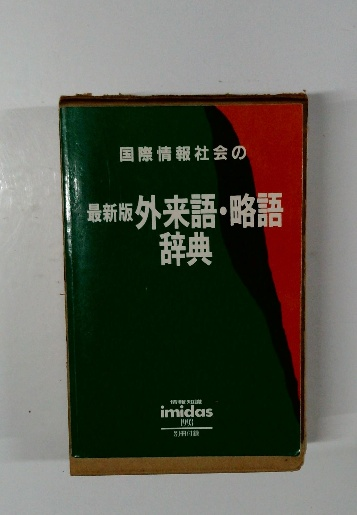 国際情報社会の
最新版外来語・略語
辞典
情報知識
imidas
1993
別冊付録